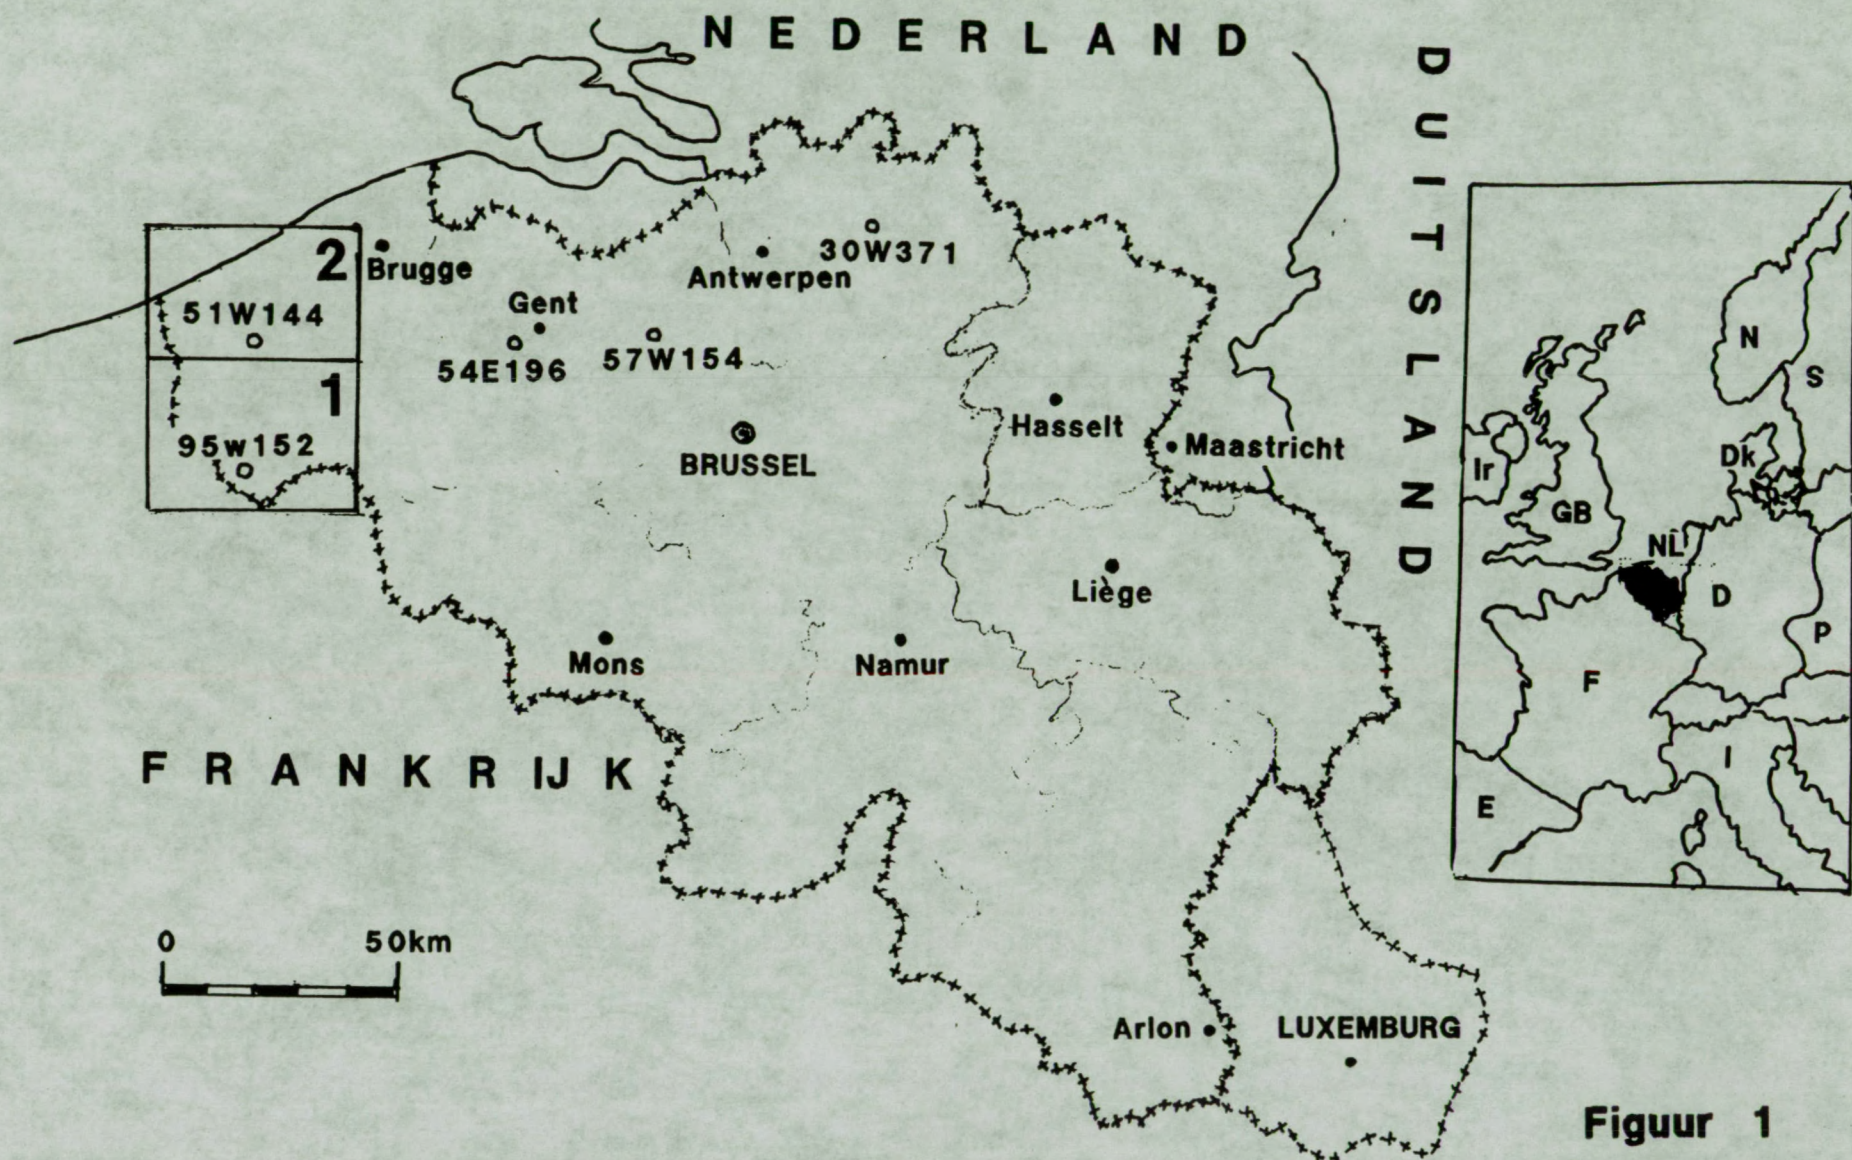 NEDERLAND
DUITSLAND
2
Brugge
51W144
1
95w152
Gent
54E196
57W154
Antwerpen
30W371
BRUSSEL
Hasselt
Maastricht
Liège
Mons
Namur
FRANKRIJK
0 50km
Arlon
LUXEMBURG
N
S
Dk
Ir
GB
NL
D
P
F
I
E
Figuur 1